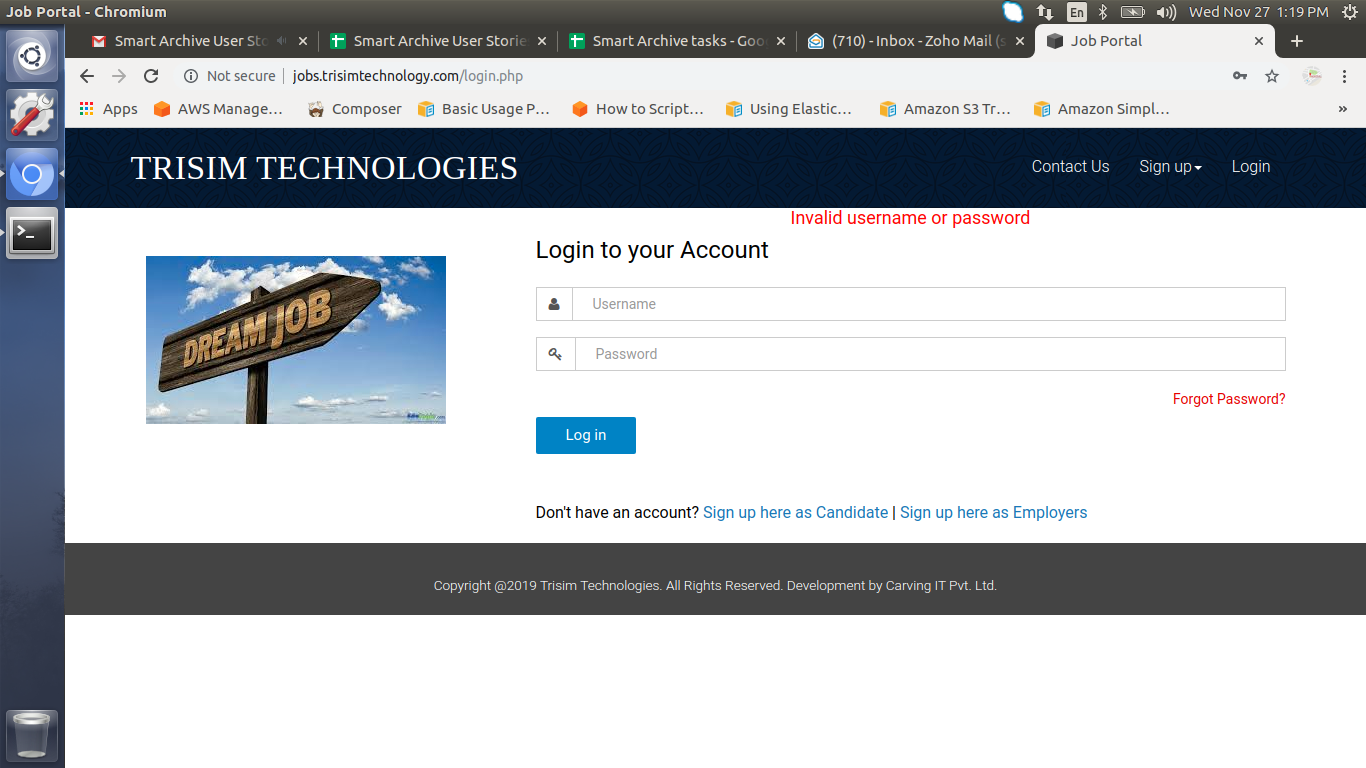 Job Portal - Chromium
En
Wed Nov 27 1:19 PM
Smart Archive User Sto
Smart Archive User Storie
Smart Archive tasks - Goo
(710) - Inbox - Zoho Mail (s
Job Portal
Not secure
jobs.trisimtechnology.com/login.php
Apps
AWS Manage...
Composer
Basic Usage P...
How to Script...
Using Elastic...
Amazon S3 Tr...
Amazon Simpl...
»
TRISIM TECHNOLOGIES
Contact Us
Sign up
Login
Invalid username or password
Login to your Account
DREAM JOB
Username
Password
Forgot Password?
Log in
Don't have an account? Sign up here as Candidate | Sign up here as Employers
Copyright @2019 Trisim Technologies. All Rights Reserved. Development by Carving IT Pvt. Ltd.